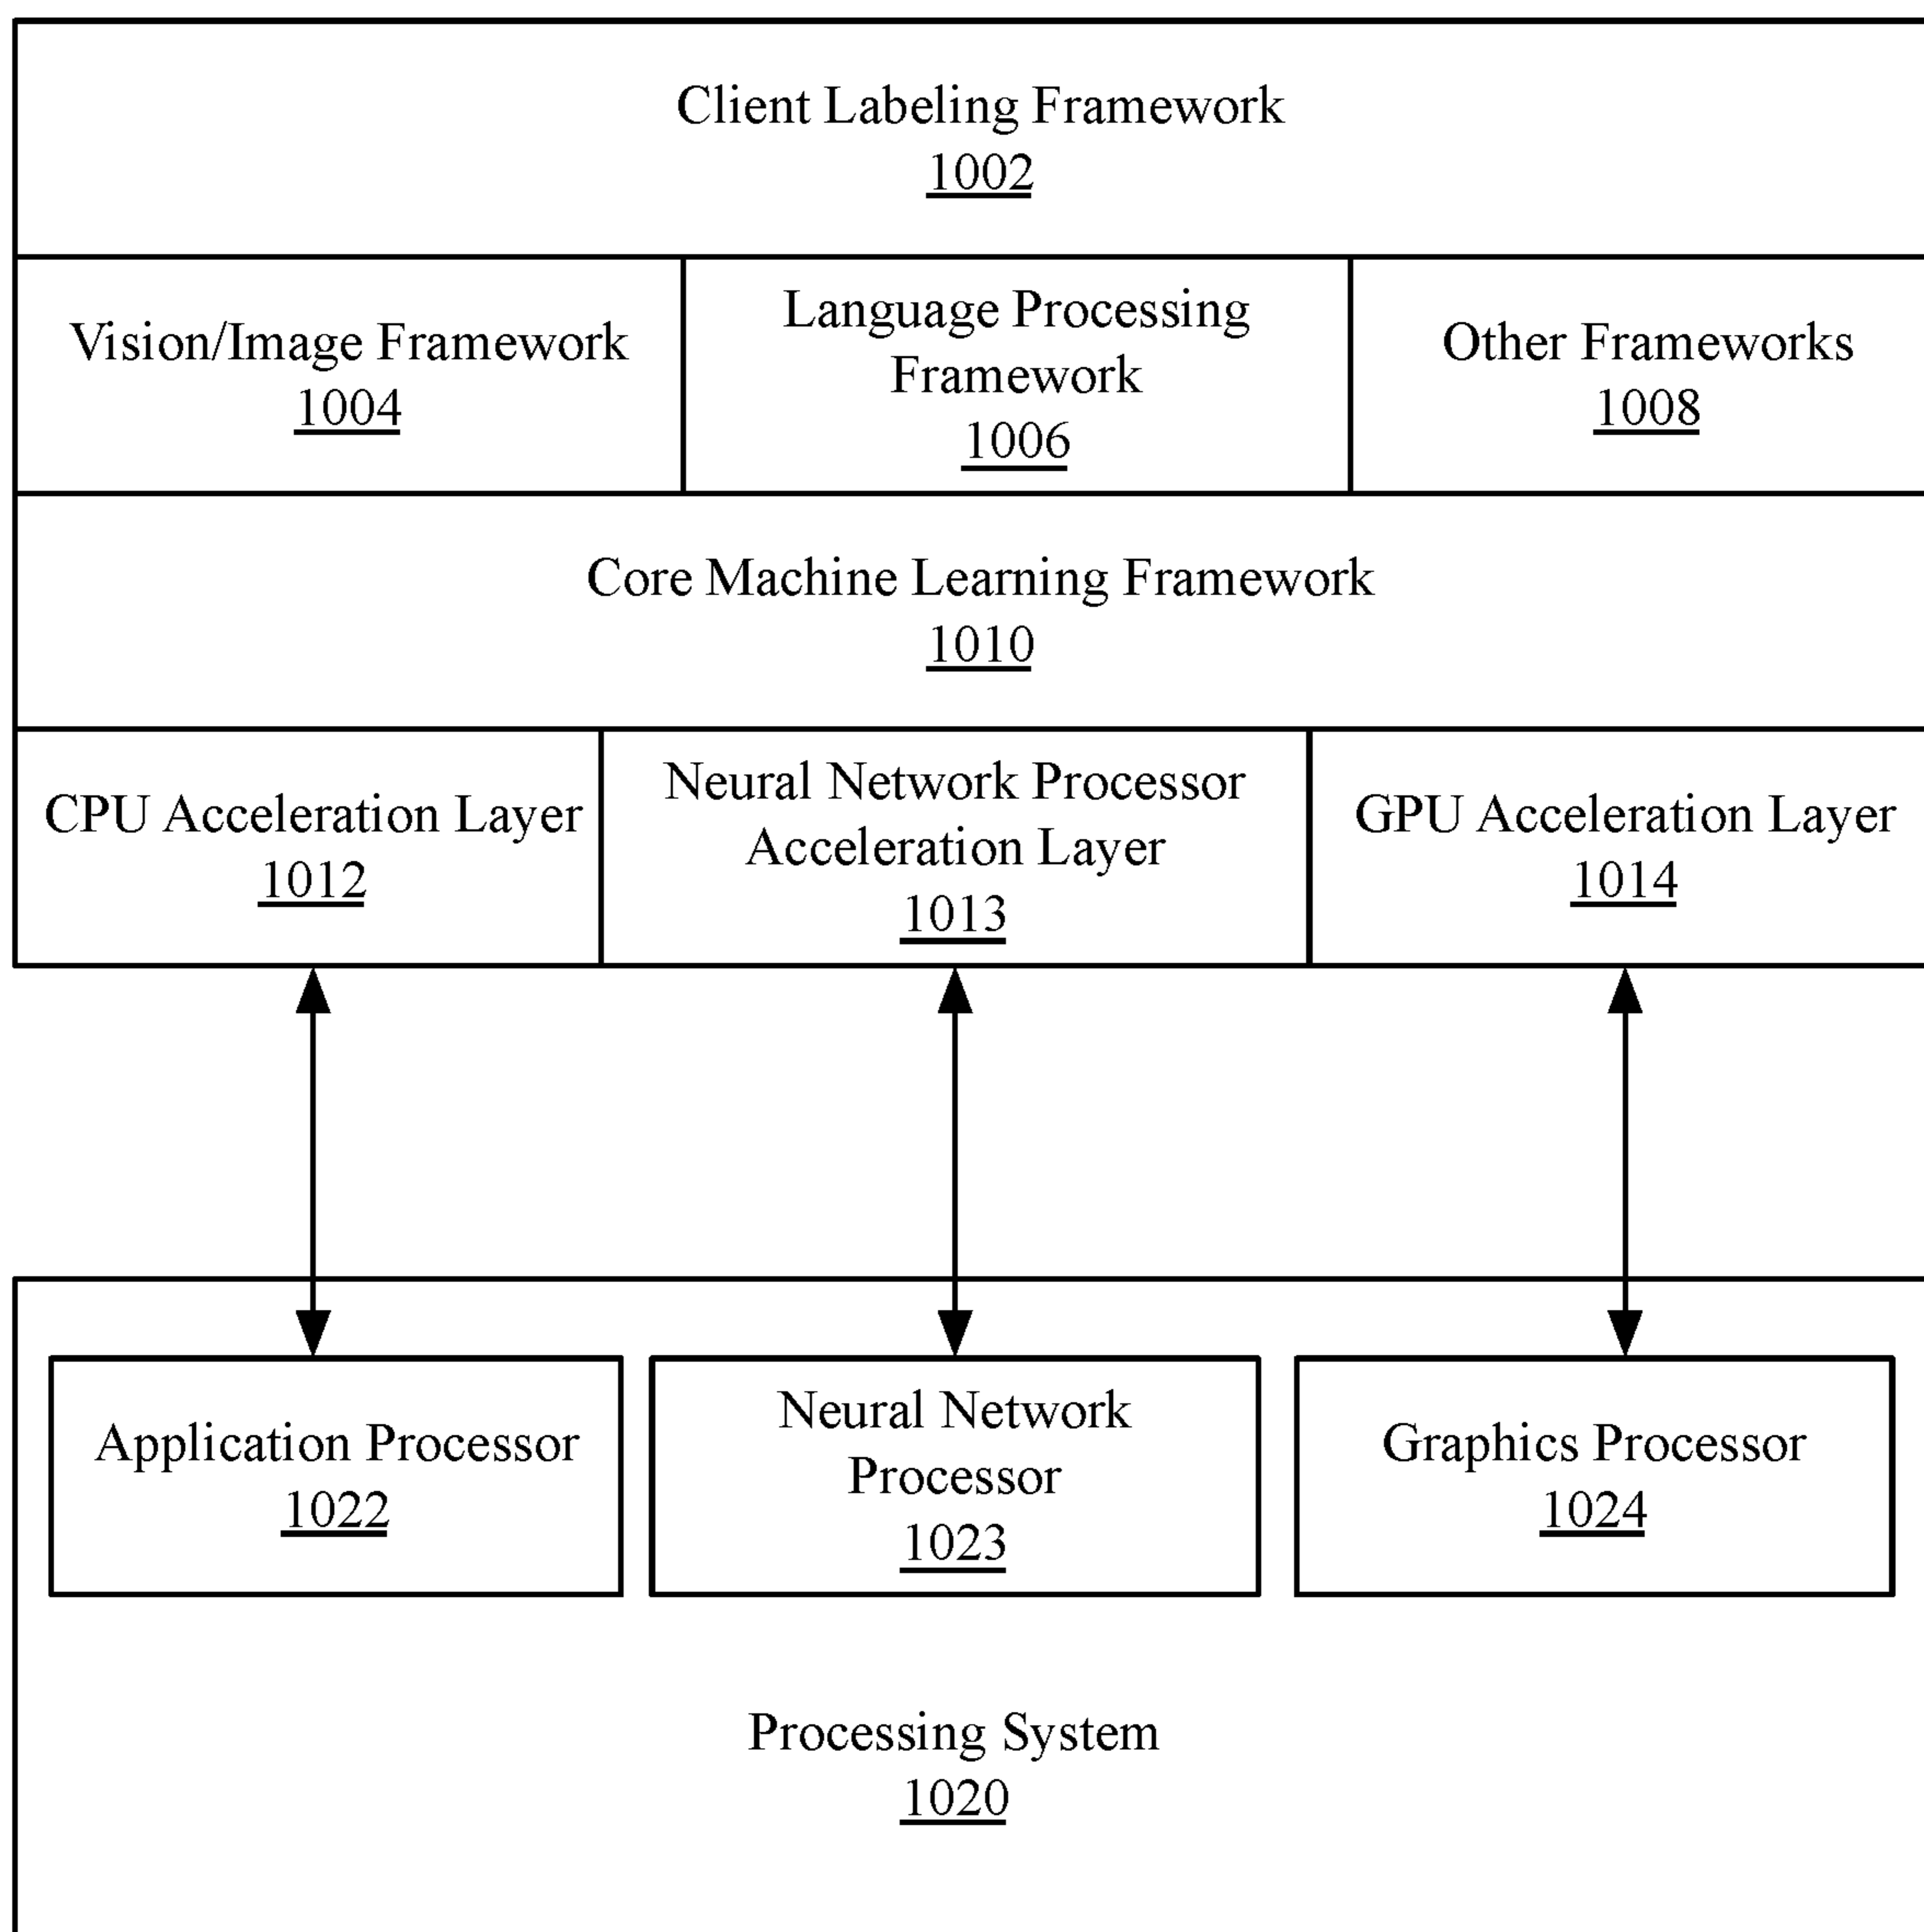 Client Labeling Framework
1002
Vision/Image Framework
1004
Language Processing
Framework
1006
Other Frameworks
1008
Core Machine Learning Framework
1010
CPU Acceleration Layer
1012
Neural Network Processor
Acceleration Layer
1013
GPU Acceleration Layer
1014
Application Processor
1022
Neural Network
Processor
1023
Graphics Processor
1024
Processing System
1020